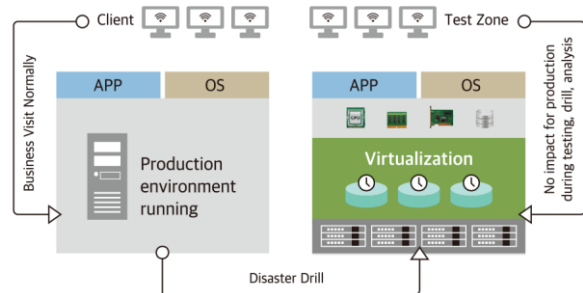 Client
Test Zone
Business Visit Normally
APP
OS
Production
environment
running
APP
OS
CPU
Virtualization
No impact for production
during testing, drill, analysis
Disaster Drill